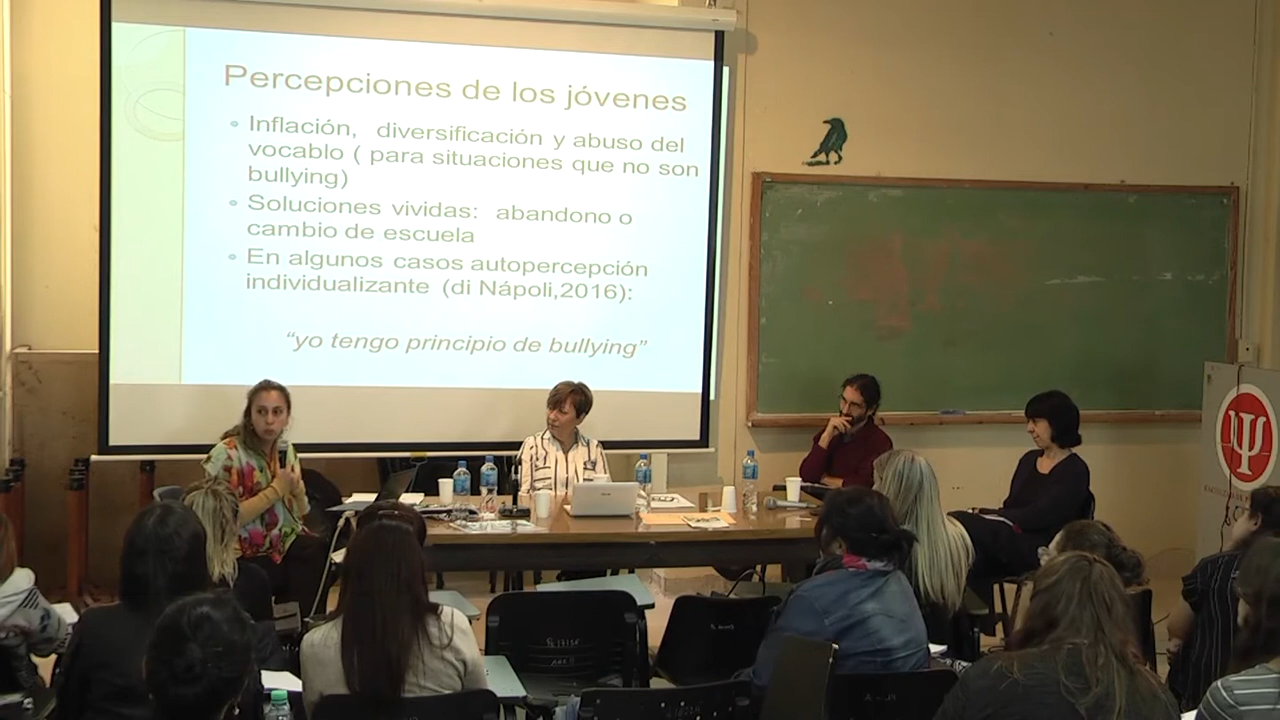 Percepciones de los jóvenes
Inflación, diversificación y abuso del
vocablo ( para situaciones que no son
bullying)
Soluciones vividas: abandono o
cambio de escuela
En algunos casos autopercepción
individualizante (di Nápoli,2016):
“yo tengo principio de bullying”
Ψ